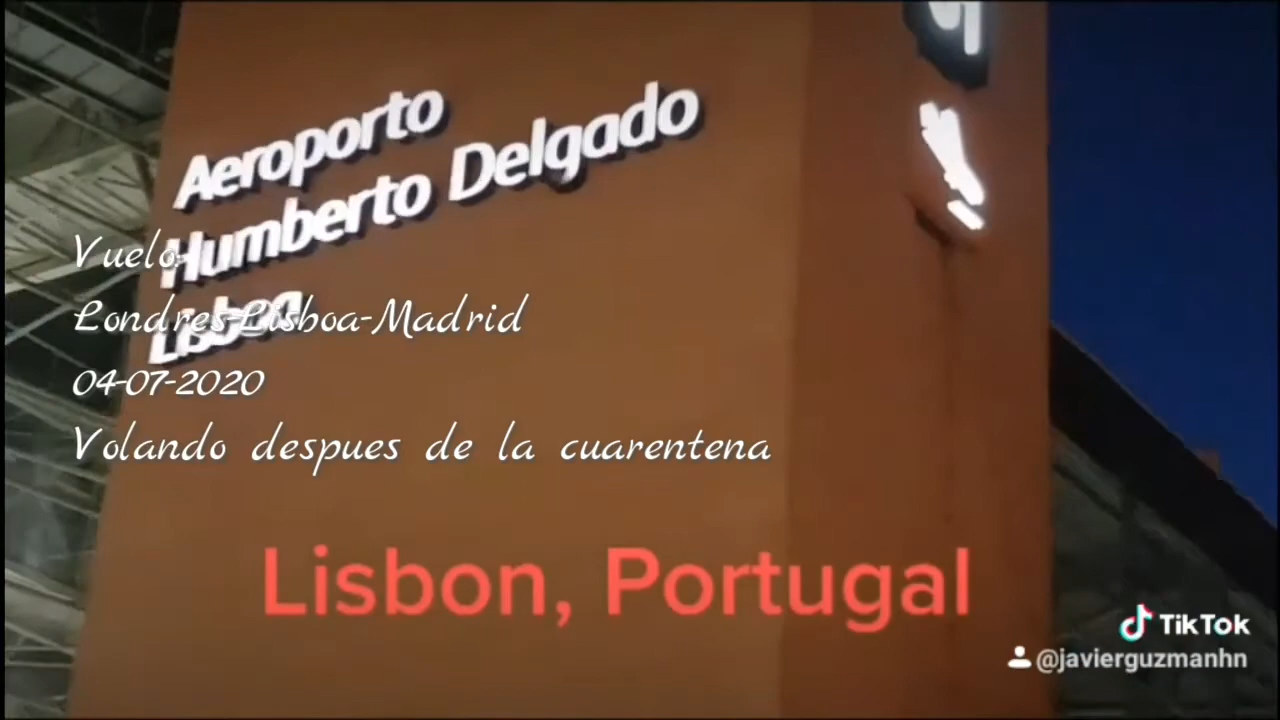 Aeroporto
Humberto Delgado
Lisboa
Vuelo
Londres-Lisboa-Madrid
04-07-2020
Volando despues de la cuarentena
Lisbon, Portugal
TikTok
@javierguzmanhn